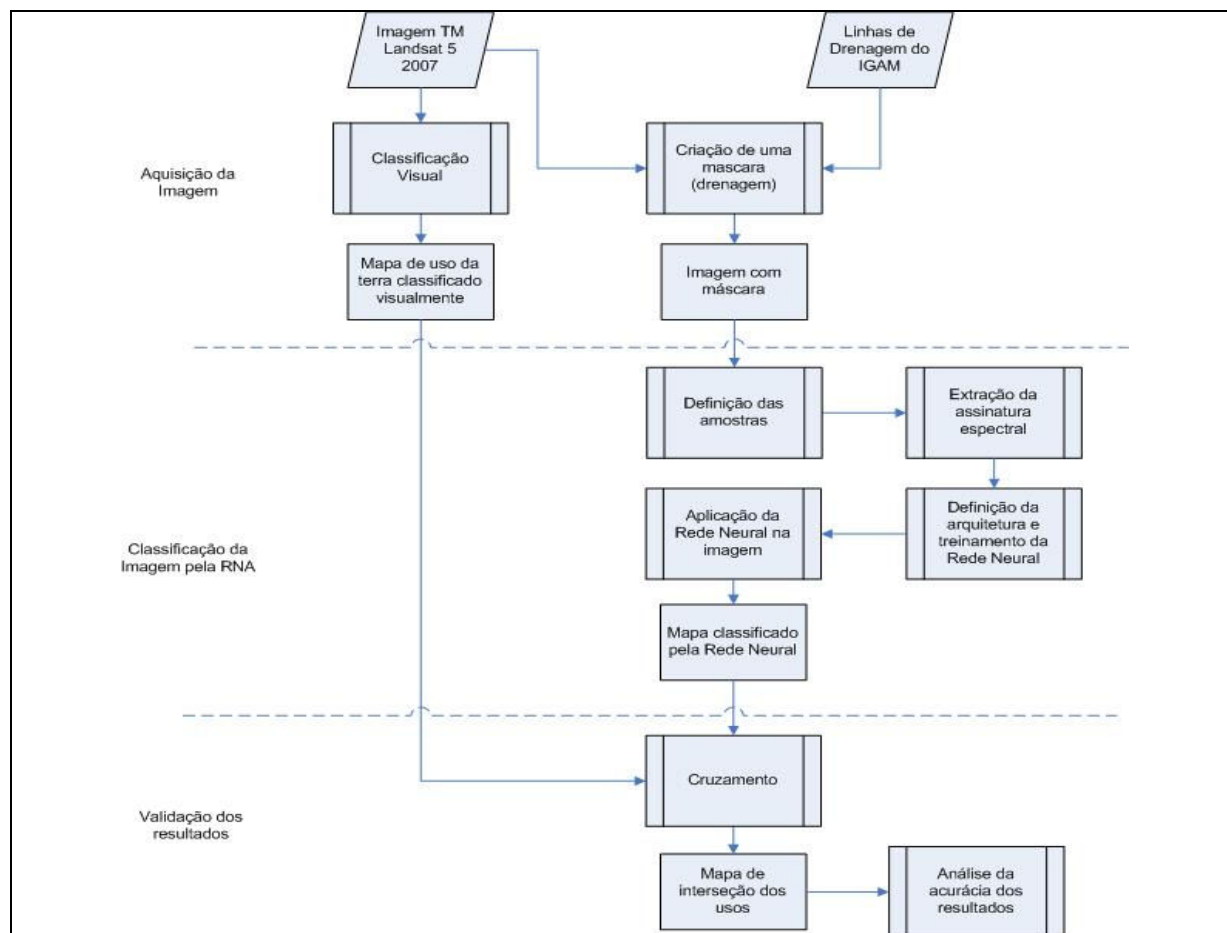 Imagem TM
Landsat 5
2007
Linhas de
Drenagem do
IGAM
Aquisição da
Imagem
Classificação
Visual
Criação de uma
mascara
(drenagem)
Mapa de uso da
terra classificado
visualmente
Imagem com
máscara
Classificação da
Imagem pela RNA
Definição das
amostras
Extração da
assinatura
espectral
Aplicação da
Rede Neural na
imagem
Definição da
arquitetura e
treinamento da
Rede Neural
Mapa classificado
pela Rede Neural
Validação dos
resultados
Cruzamento
Mapa de
interseção dos
usos
Análise da
acurácia dos
resultados